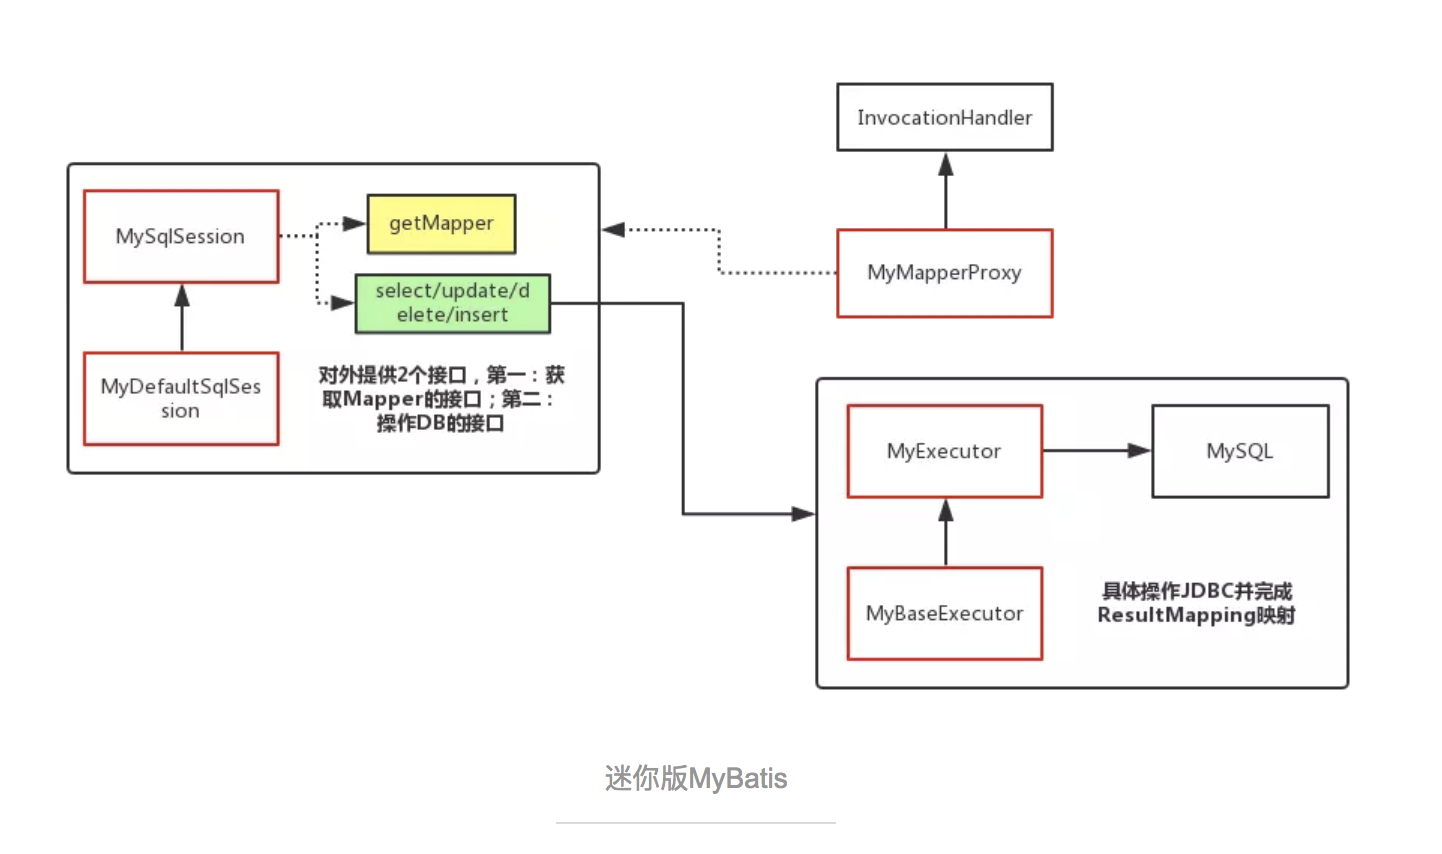 InvocationHandler
MySqlSession
getMapper
MyMapperProxy
select/update/d
elete/insert
MyDefaultSqlSes
sion
对外提供2个接口，第一：获
取Mapper的接口；第二：
操作DB的接口
MyExecutor
MySQL
MyBaseExecutor
具体操作JDBC并完成
ResultMapping映射
迷你版MyBatis